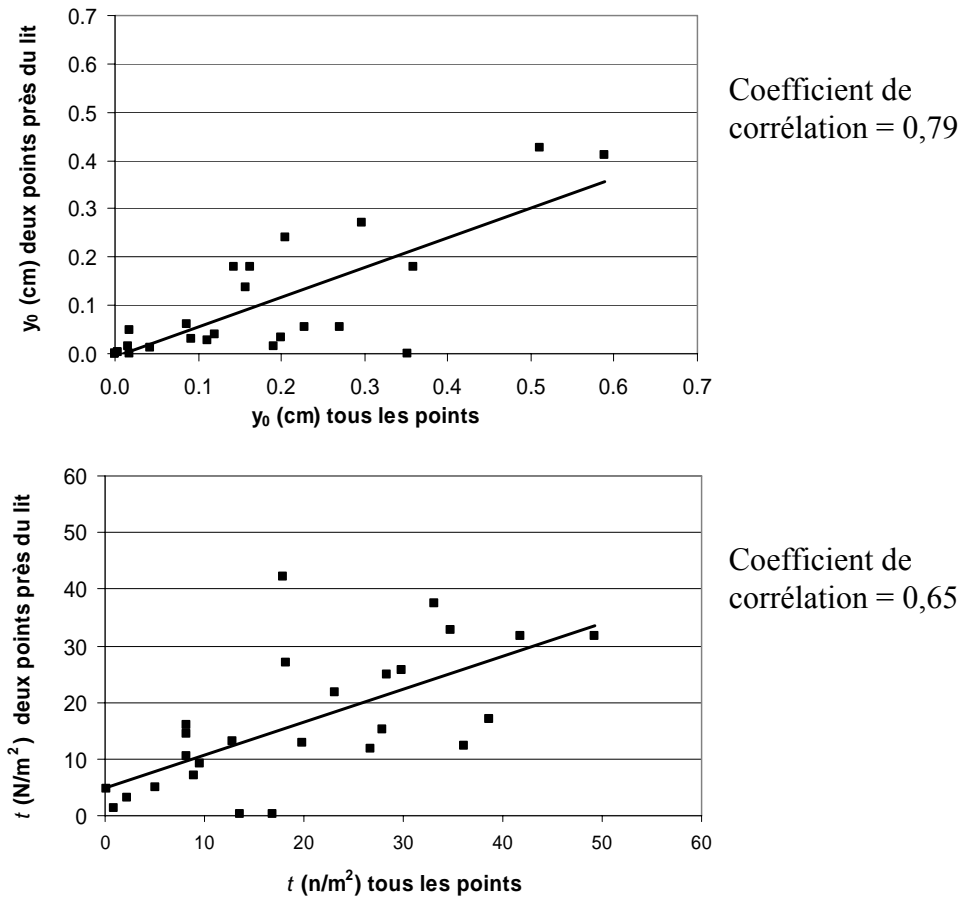 y₀ (cm) deux points près du lit
0.7
0.6
0.5
0.4
0.3
0.2
0.1
0.0
0.0 0.1 0.2 0.3 0.4 0.5 0.6 0.7
y₀ (cm) tous les points
Coefficient de
corrélation = 0,79
t (N/m²) deux points près du lit
60
50
40
30
20
10
0
0 10 20 30 40 50 60
t (n/m²) tous les points
Coefficient de
corrélation = 0,65